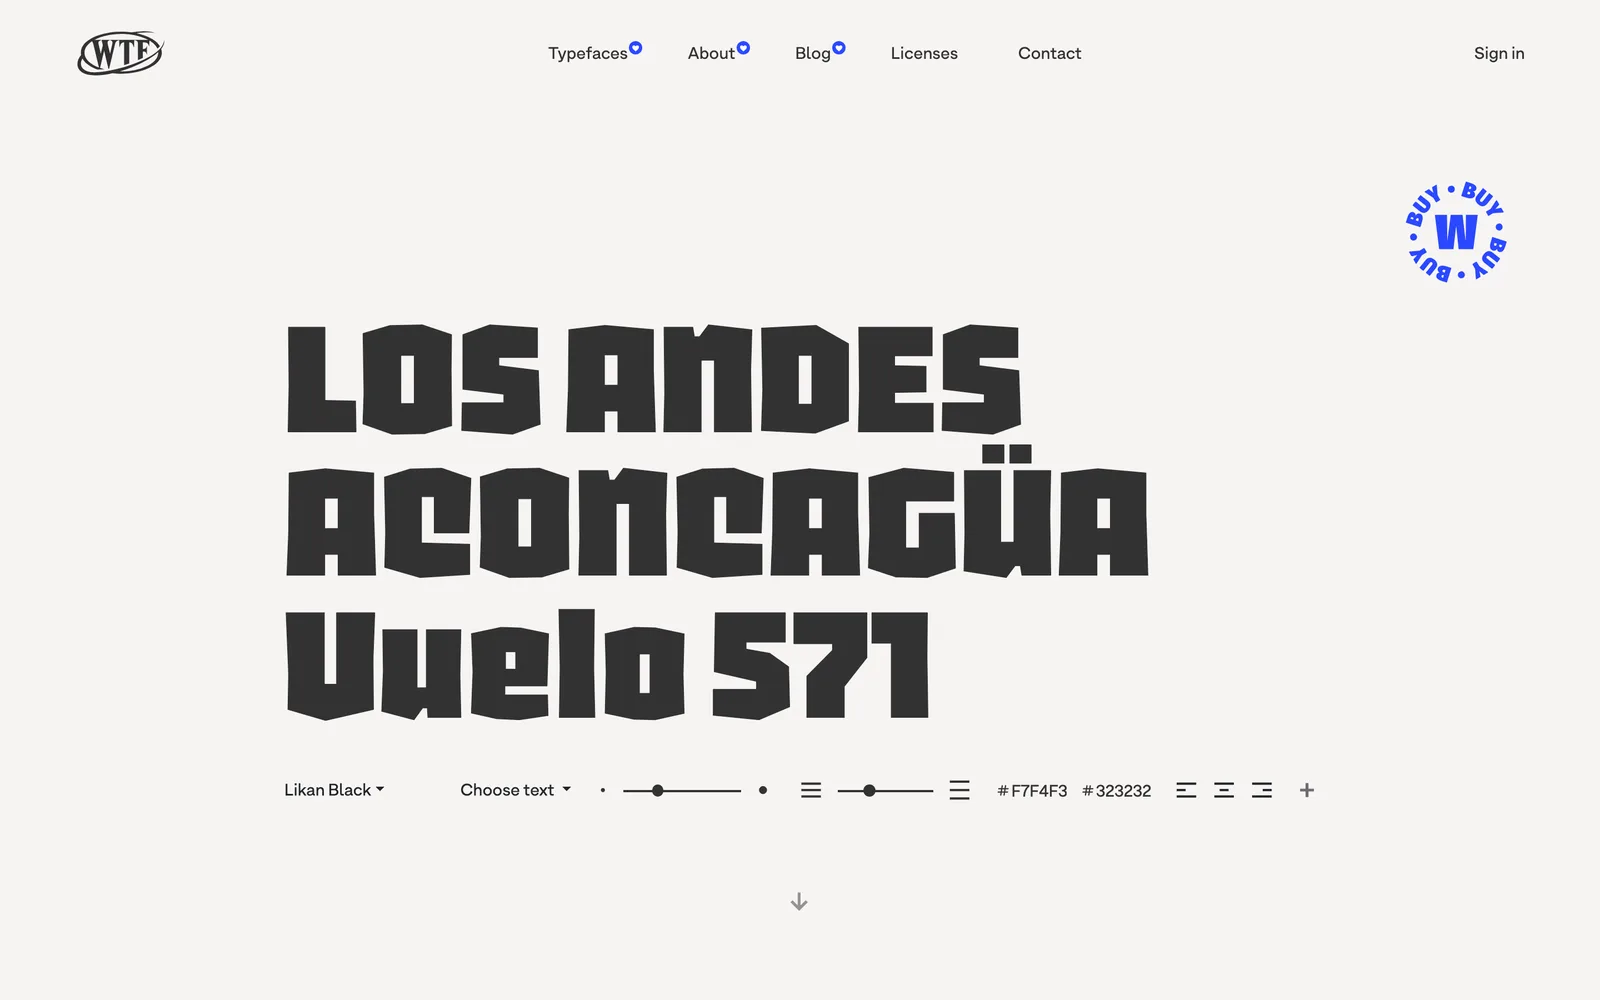 WTF
Typefaces
About
Blog
Licenses
Contact
Sign in
BUY • BUY • BUY • BUY •
W
LOS ANDES
ACONCAGÜA
Vuelo 571
Likan Black
Choose text
#F7F4F3
#323232